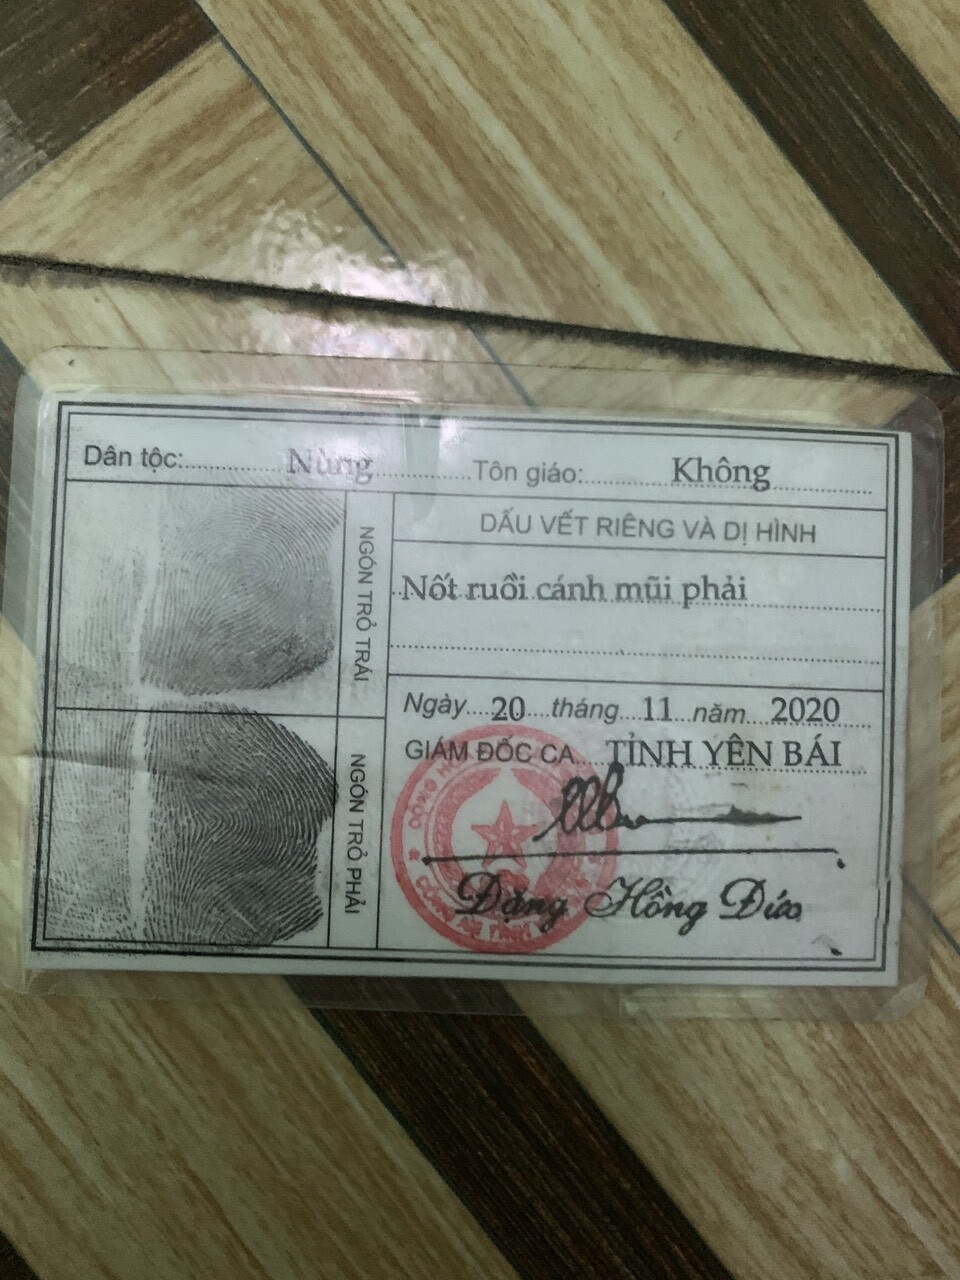 Dân tộc: Nùng Tôn giáo: Không
NGÓN TRỎ TRÁI
DẤU VẾT RIÊNG VÀ DỊ HÌNH
Nốt ruồi cánh mũi phải
NGÓN TRỎ PHẢI
Ngày 20 tháng 11 năm 2020
GIÁM ĐỐC CA TỈNH YÊN BÁI
Đặng Hồng Đức